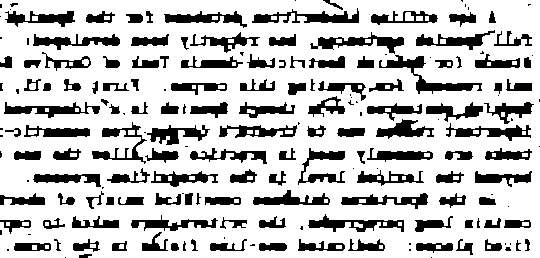 A new offline handwritten database for the Spanish
full Spanish sentences, has recently been developed:
stands for Spanish Restricted-domain Task of Cursive
main reasons for creating this corpus. First of all,
Spanish sentences, even though Spanish is a widespread
important reason was to create a corpus from semantic-
tasks are commonly used in practice and allow the use
beyond the lexical level in the recognition process.
As the Spartacus database consisted mainly of short
contain long paragraphs, the writers were asked to copy
fixed places: dedicated one-line fields in the forms.